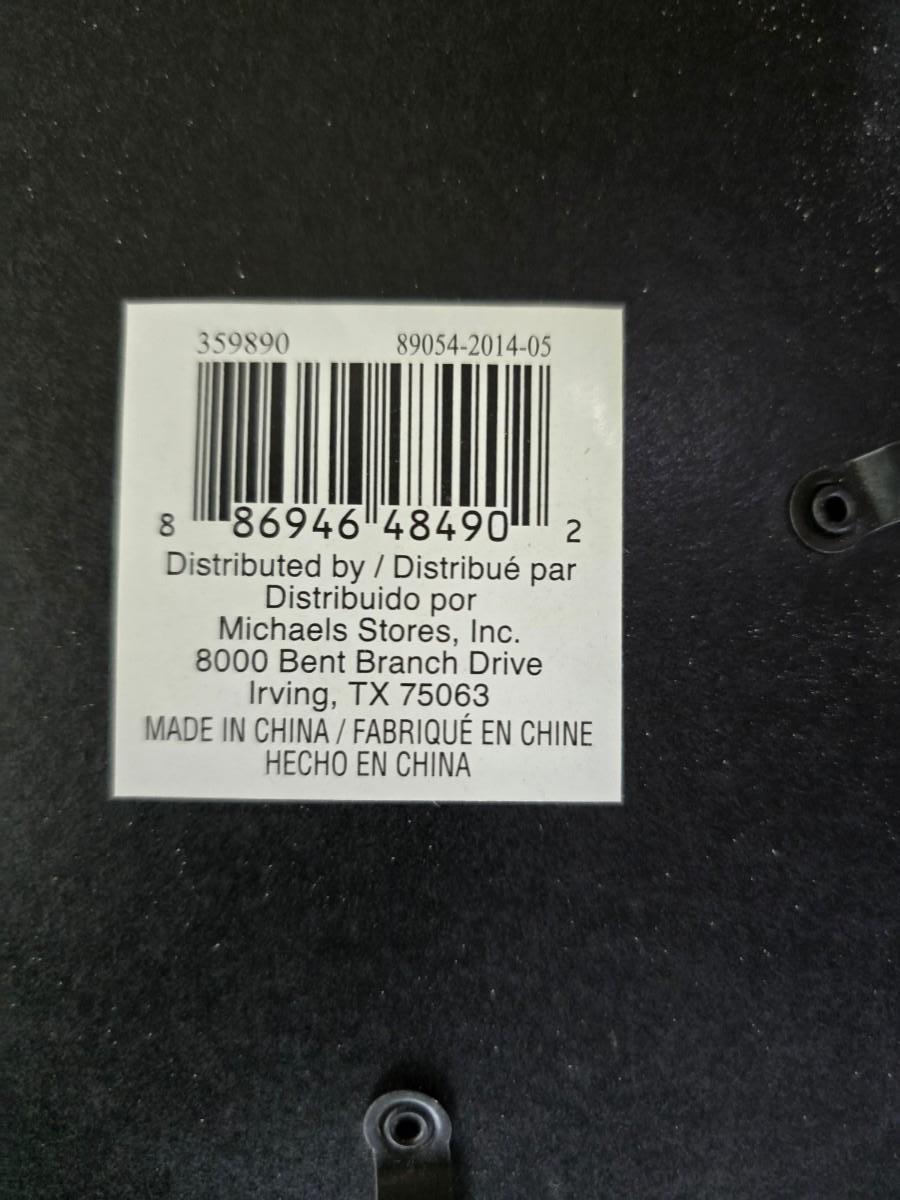 359890 89054-2014-05
8 86946 48490 2
Distributed by / Distribué par
Distribuido por
Michaels Stores, Inc.
8000 Bent Branch Drive
Irving, TX 75063
MADE IN CHINA / FABRIQUÉ EN CHINE
HECHO EN CHINA